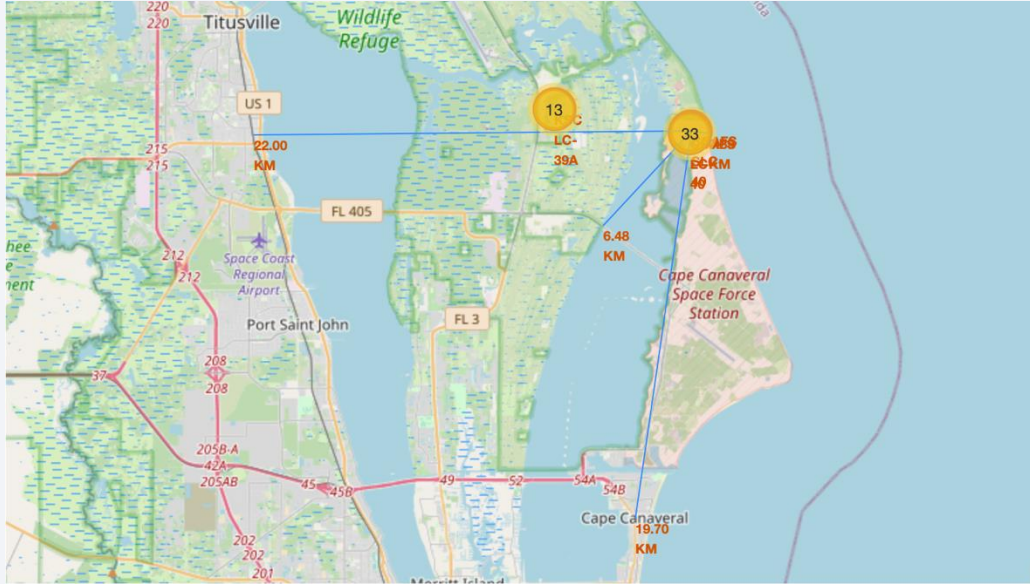 220
220
Titusville
Wildlife
Refuge
US 1
13
LC-
39A
33
22.00
KM
215
215
FL 405
6.48
KM
212
212
Space Coast
Regional
Airport
Cape Canaveral
Space Force
Station
Port Saint John
FL 3
208
208
37
205B-A
42A
205AB
45
45B
49
52
54A
54B
Cape Canaveral
19.70
KM
202
202
201
Merritt Island